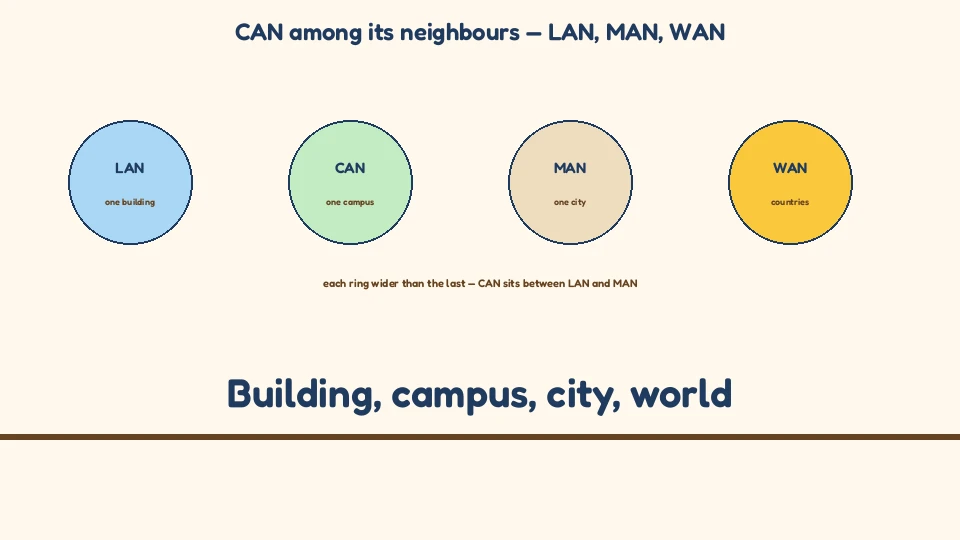 CAN among its neighbours – LAN, MAN, WAN
LAN
one building
CAN
one campus
MAN
one city
WAN
countries
each ring wider than the last – CAN sits between LAN and MAN
Building, campus, city, world